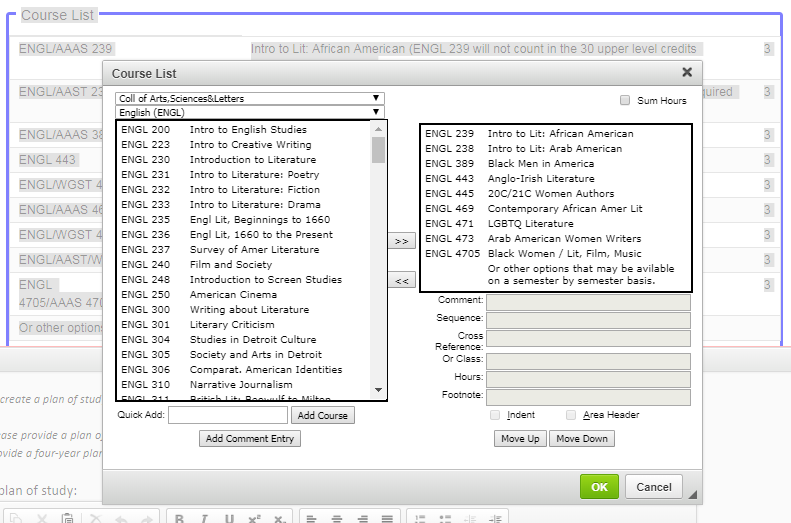 Course List
ENGL/AAAS 239 Intro to Lit: African American (ENGL 239 will not count in the 30 upper level credits 3
Course List
ENGL/AAST 23 quired 3
Coll of Arts,Sciences&Letters
English (ENGL)
Sum Hours
ENGL/AAAS 38 3
ENGL 443 3
ENGL/WGST 4 3
ENGL/AAAS 46 3
ENGL/WGST 4 3
ENGL/AAST/W 3
ENGL 3
4705/AAAS 470
Or other options
ENGL 200 Intro to English Studies
ENGL 223 Intro to Creative Writing
ENGL 230 Introduction to Literature
ENGL 231 Intro to Literature: Poetry
ENGL 232 Intro to Literature: Fiction
ENGL 233 Intro to Literature: Drama
ENGL 235 Engl Lit, Beginnings to 1660
ENGL 236 Engl Lit, 1660 to the Present
ENGL 237 Survey of Amer Literature
ENGL 240 Film and Society
ENGL 248 Introduction to Screen Studies
ENGL 250 American Cinema
ENGL 300 Writing about Literature
ENGL 301 Literary Criticism
ENGL 304 Studies in Detroit Culture
ENGL 305 Society and Arts in Detroit
ENGL 306 Comparat. American Identities
ENGL 310 Narrative Journalism
ENGL 311 British Lit: Beowulf to Milton
>>
<<
ENGL 239 Intro to Lit: African American
ENGL 238 Intro to Lit: Arab American
ENGL 389 Black Men in America
ENGL 443 Anglo-Irish Literature
ENGL 445 20C/21C Women Authors
ENGL 469 Contemporary African Amer Lit
ENGL 471 LGBTQ Literature
ENGL 473 Arab American Women Writers
ENGL 4705 Black Women / Lit, Film, Music
Or other options that may be avilable
on a semester by semester basis.
Comment:
Sequence:
Cross
Reference:
Or Class:
Hours:
Footnote:
Indent Area Header
Quick Add: Add Course
Add Comment Entry
Move Up Move Down
OK Cancel
create a plan of stud
ase provide a plan of
ovide a four-year plan
plan of study:
B I U x² x₂